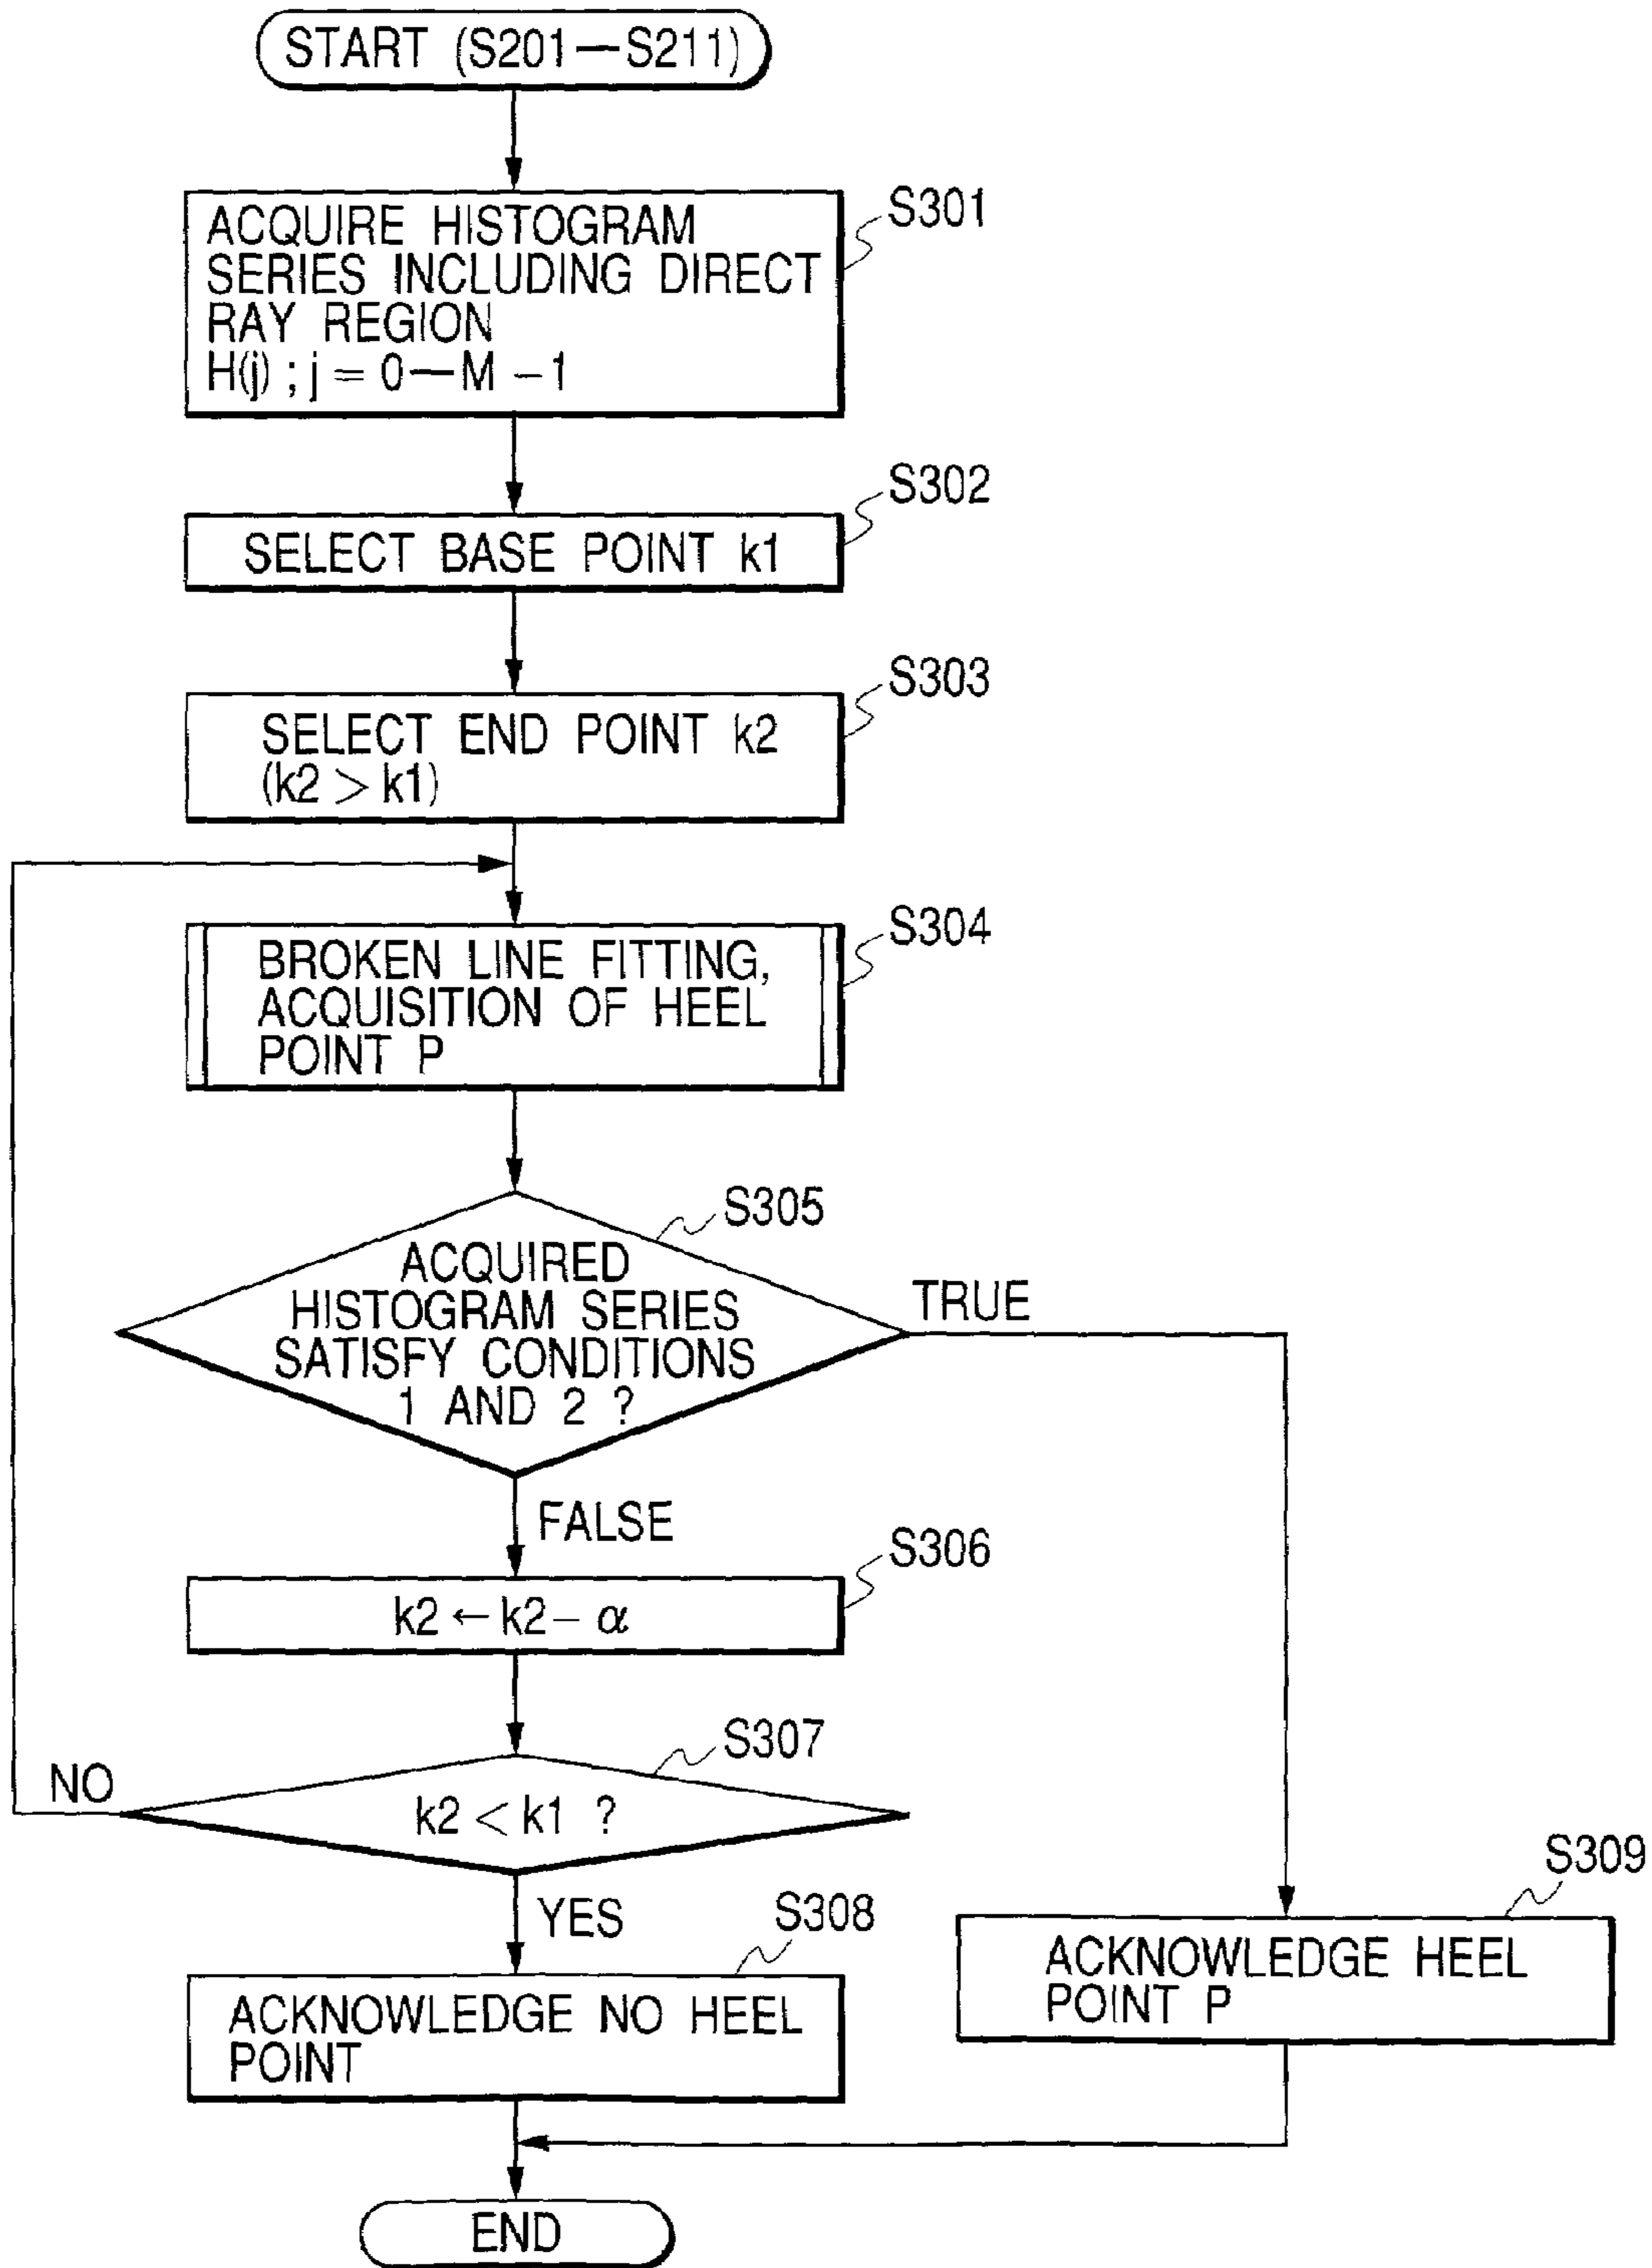 START (S201—S211)
S301
ACQUIRE HISTOGRAM
SERIES INCLUDING DIRECT
RAY REGION
H(j) ; j = 0—M -1
S302
SELECT BASE POINT k1
S303
SELECT END POINT k2
(k2 > k1)
S304
BROKEN LINE FITTING,
ACQUISITION OF HEEL
POINT P
S305
ACQUIRED
HISTOGRAM SERIES
SATISFY CONDITIONS
1 AND 2 ?
TRUE
FALSE
S306
k2 ← k2 - α
S307
NO
k2 < k1 ?
YES
S308
ACKNOWLEDGE NO HEEL
POINT
S309
ACKNOWLEDGE HEEL
POINT P
END